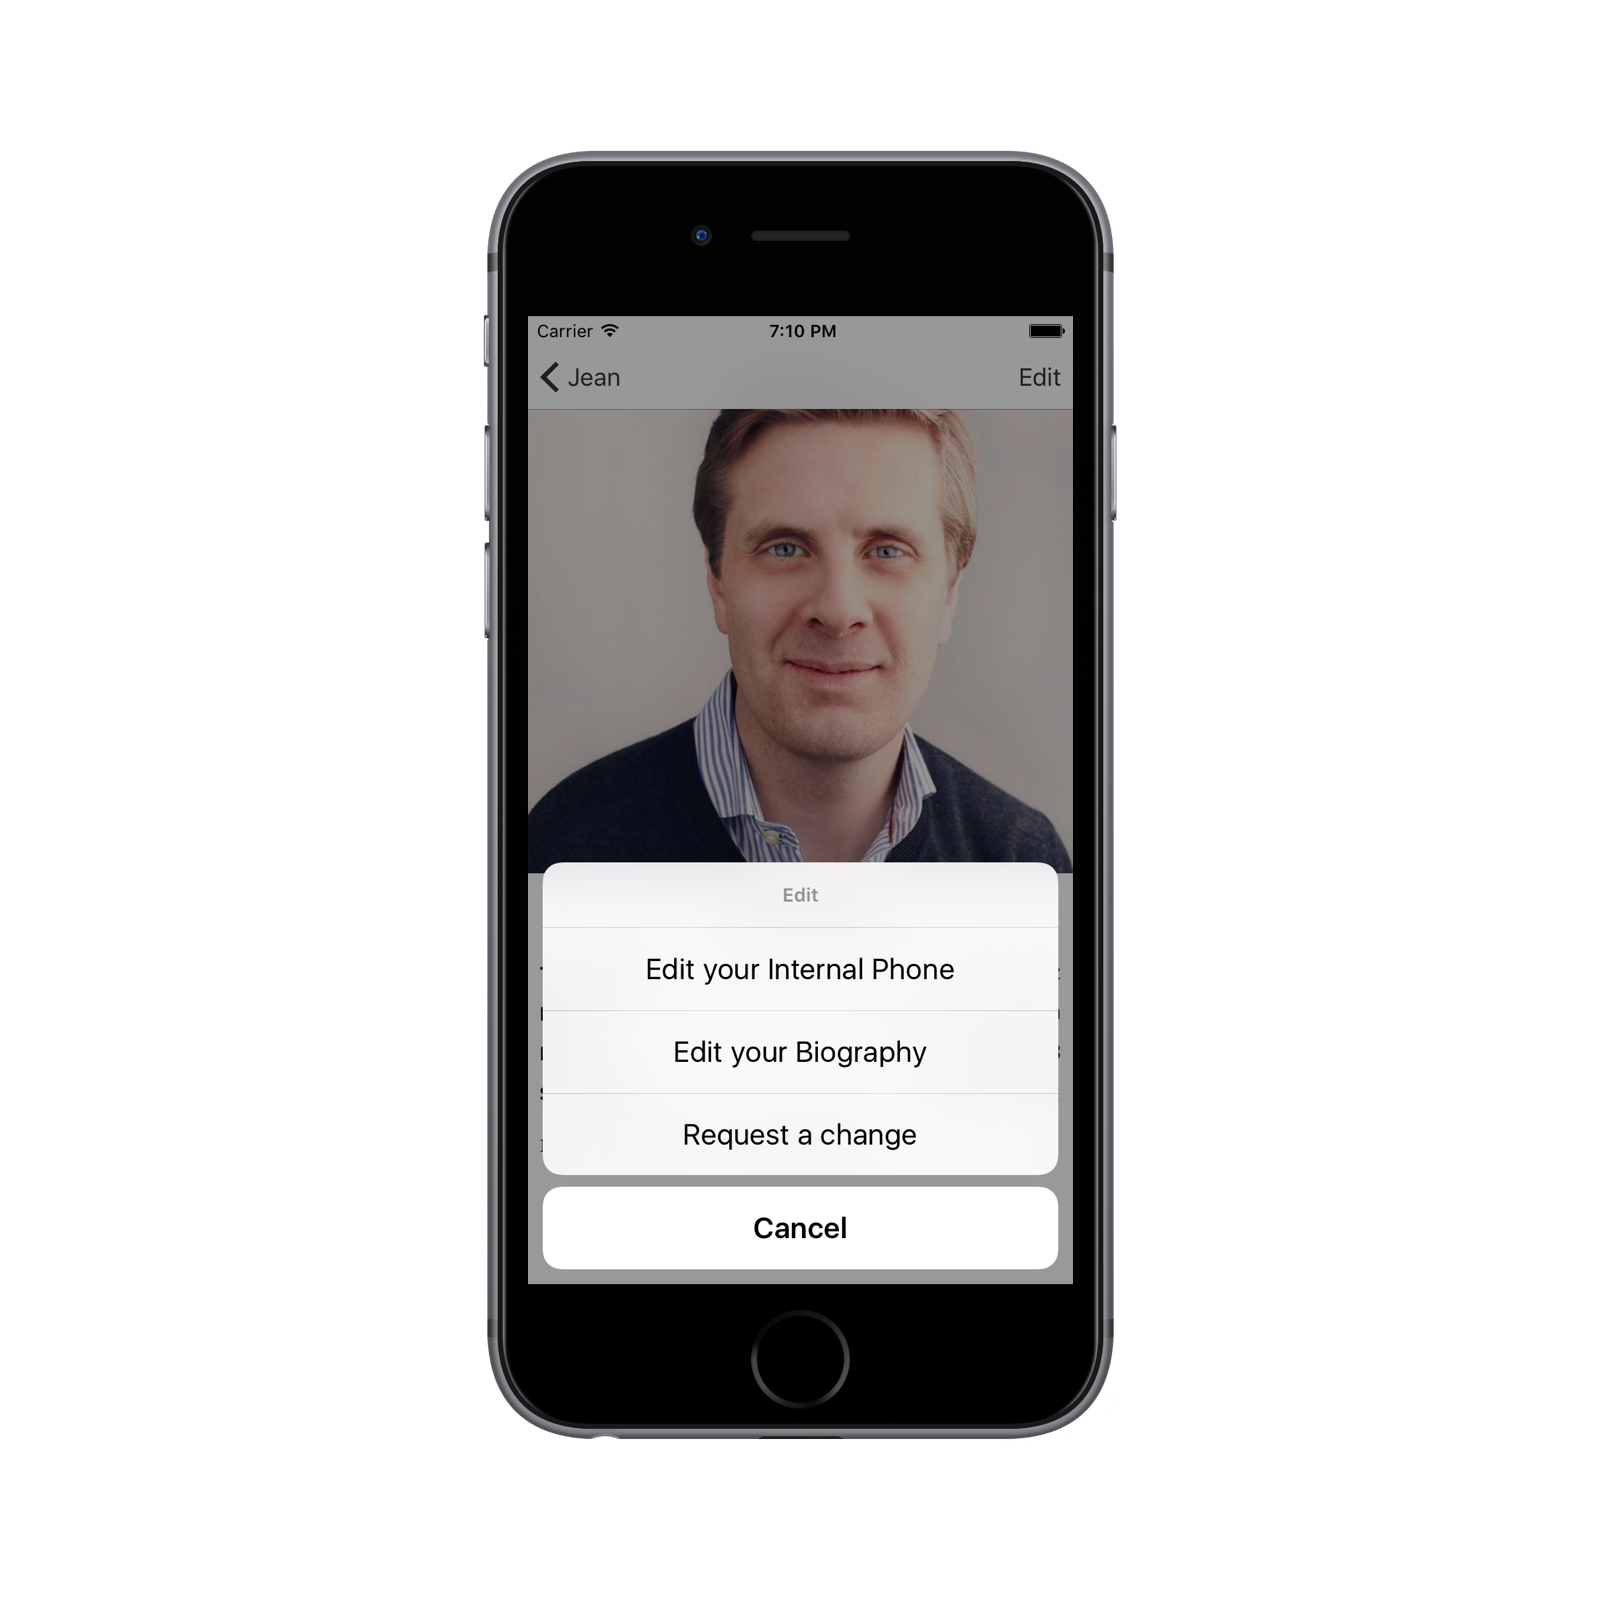 Carrier 7:10 PM
Jean Edit
Edit
Edit your Internal Phone
Edit your Biography
Request a change
Cancel